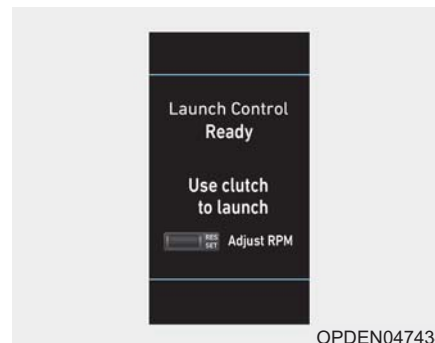 Launch Control
Ready
Use clutch
to launch
RES
SET
Adjust RPM
OPDEN04743